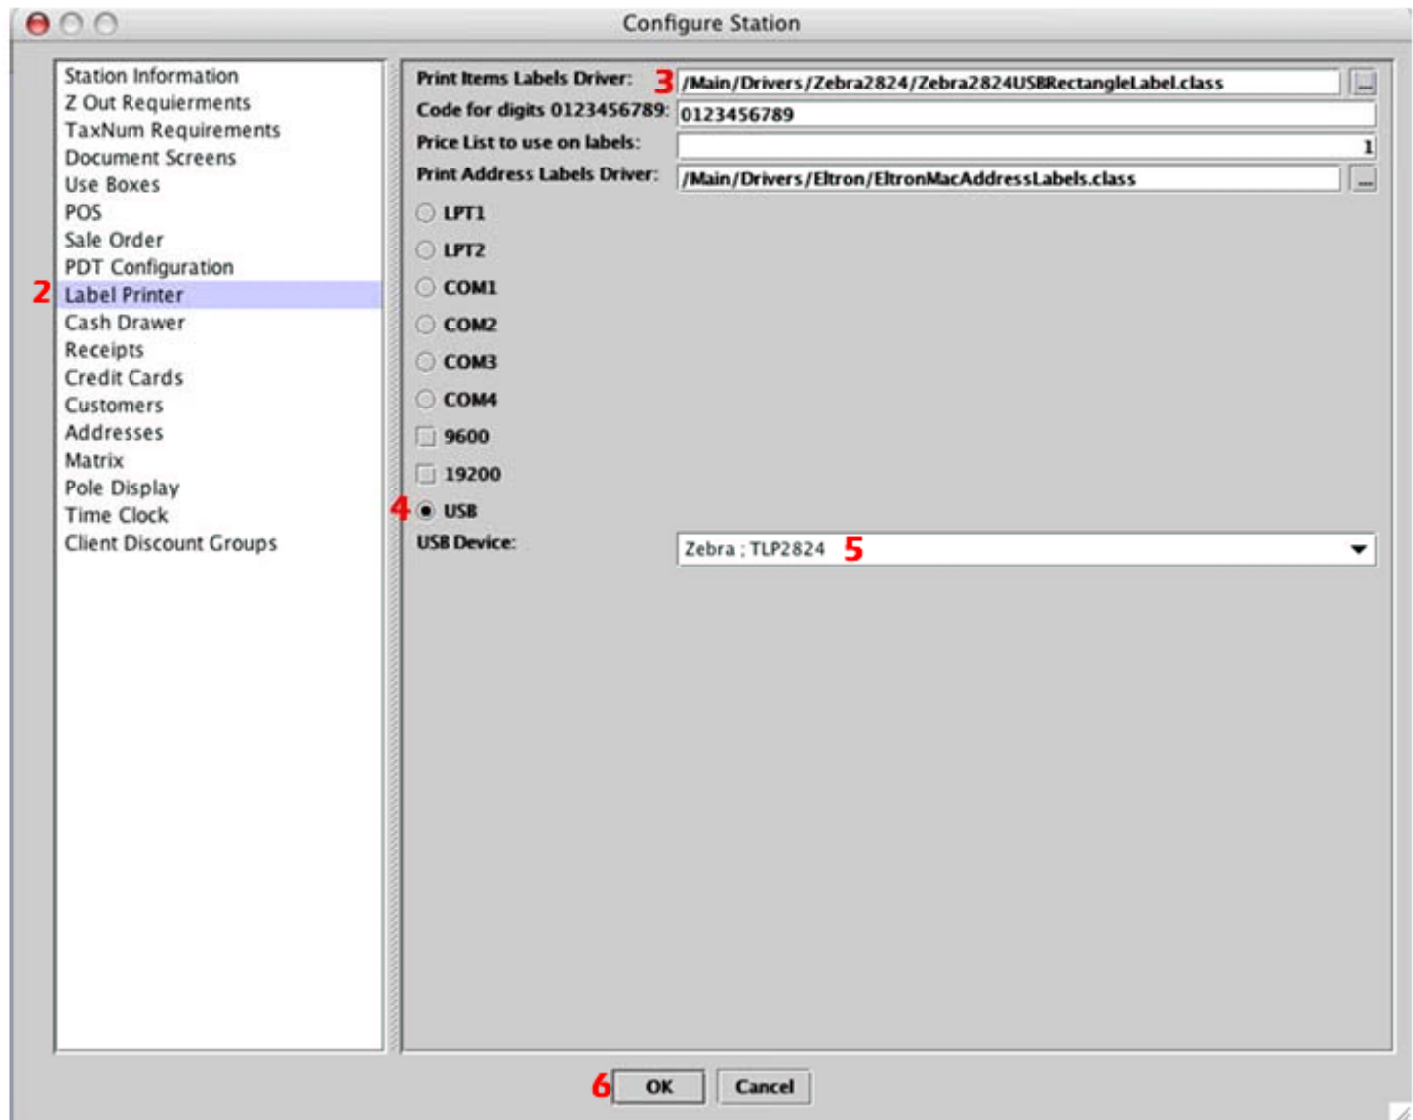 Configure Station
Station Information
Z Out Requierments
TaxNum Requirements
Document Screens
Use Boxes
POS
Sale Order
PDT Configuration
2 Label Printer
Cash Drawer
Receipts
Credit Cards
Customers
Addresses
Matrix
Pole Display
Time Clock
Client Discount Groups
Print Items Labels Driver: 3 /Main/Drivers/Zebra2824/Zebra2824USBRectangleLabel.class ...
Code for digits 0123456789: 0123456789
Price List to use on labels: 1
Print Address Labels Driver: /Main/Drivers/Eltron/EltronMacAddressLabels.class ...
LPT1
LPT2
COM1
COM2
COM3
COM4
9600
19200
4 USB
USB Device: Zebra ; TLP2824 5
6 OK Cancel